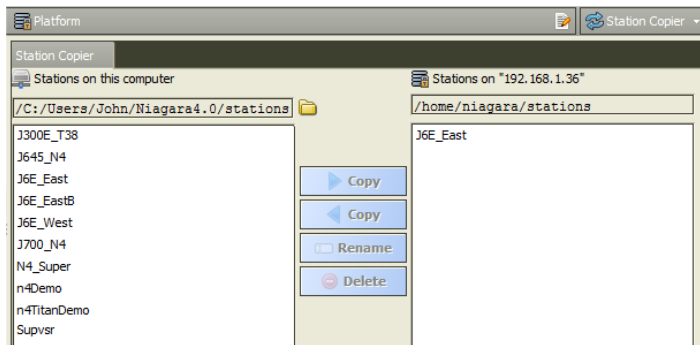 Platform
Station Copier
Station Copier
Stations on this computer
Stations on "192.168.1.36"
/C:/Users/John/Niagara4.0/stations
/home/niagara/stations
J300E_T38
J645_N4
J6E_East
J6E_EastB
J6E_West
J700_N4
N4_Super
n4Demo
n4TitanDemo
Supvsr
Copy
Copy
Rename
Delete
J6E_East